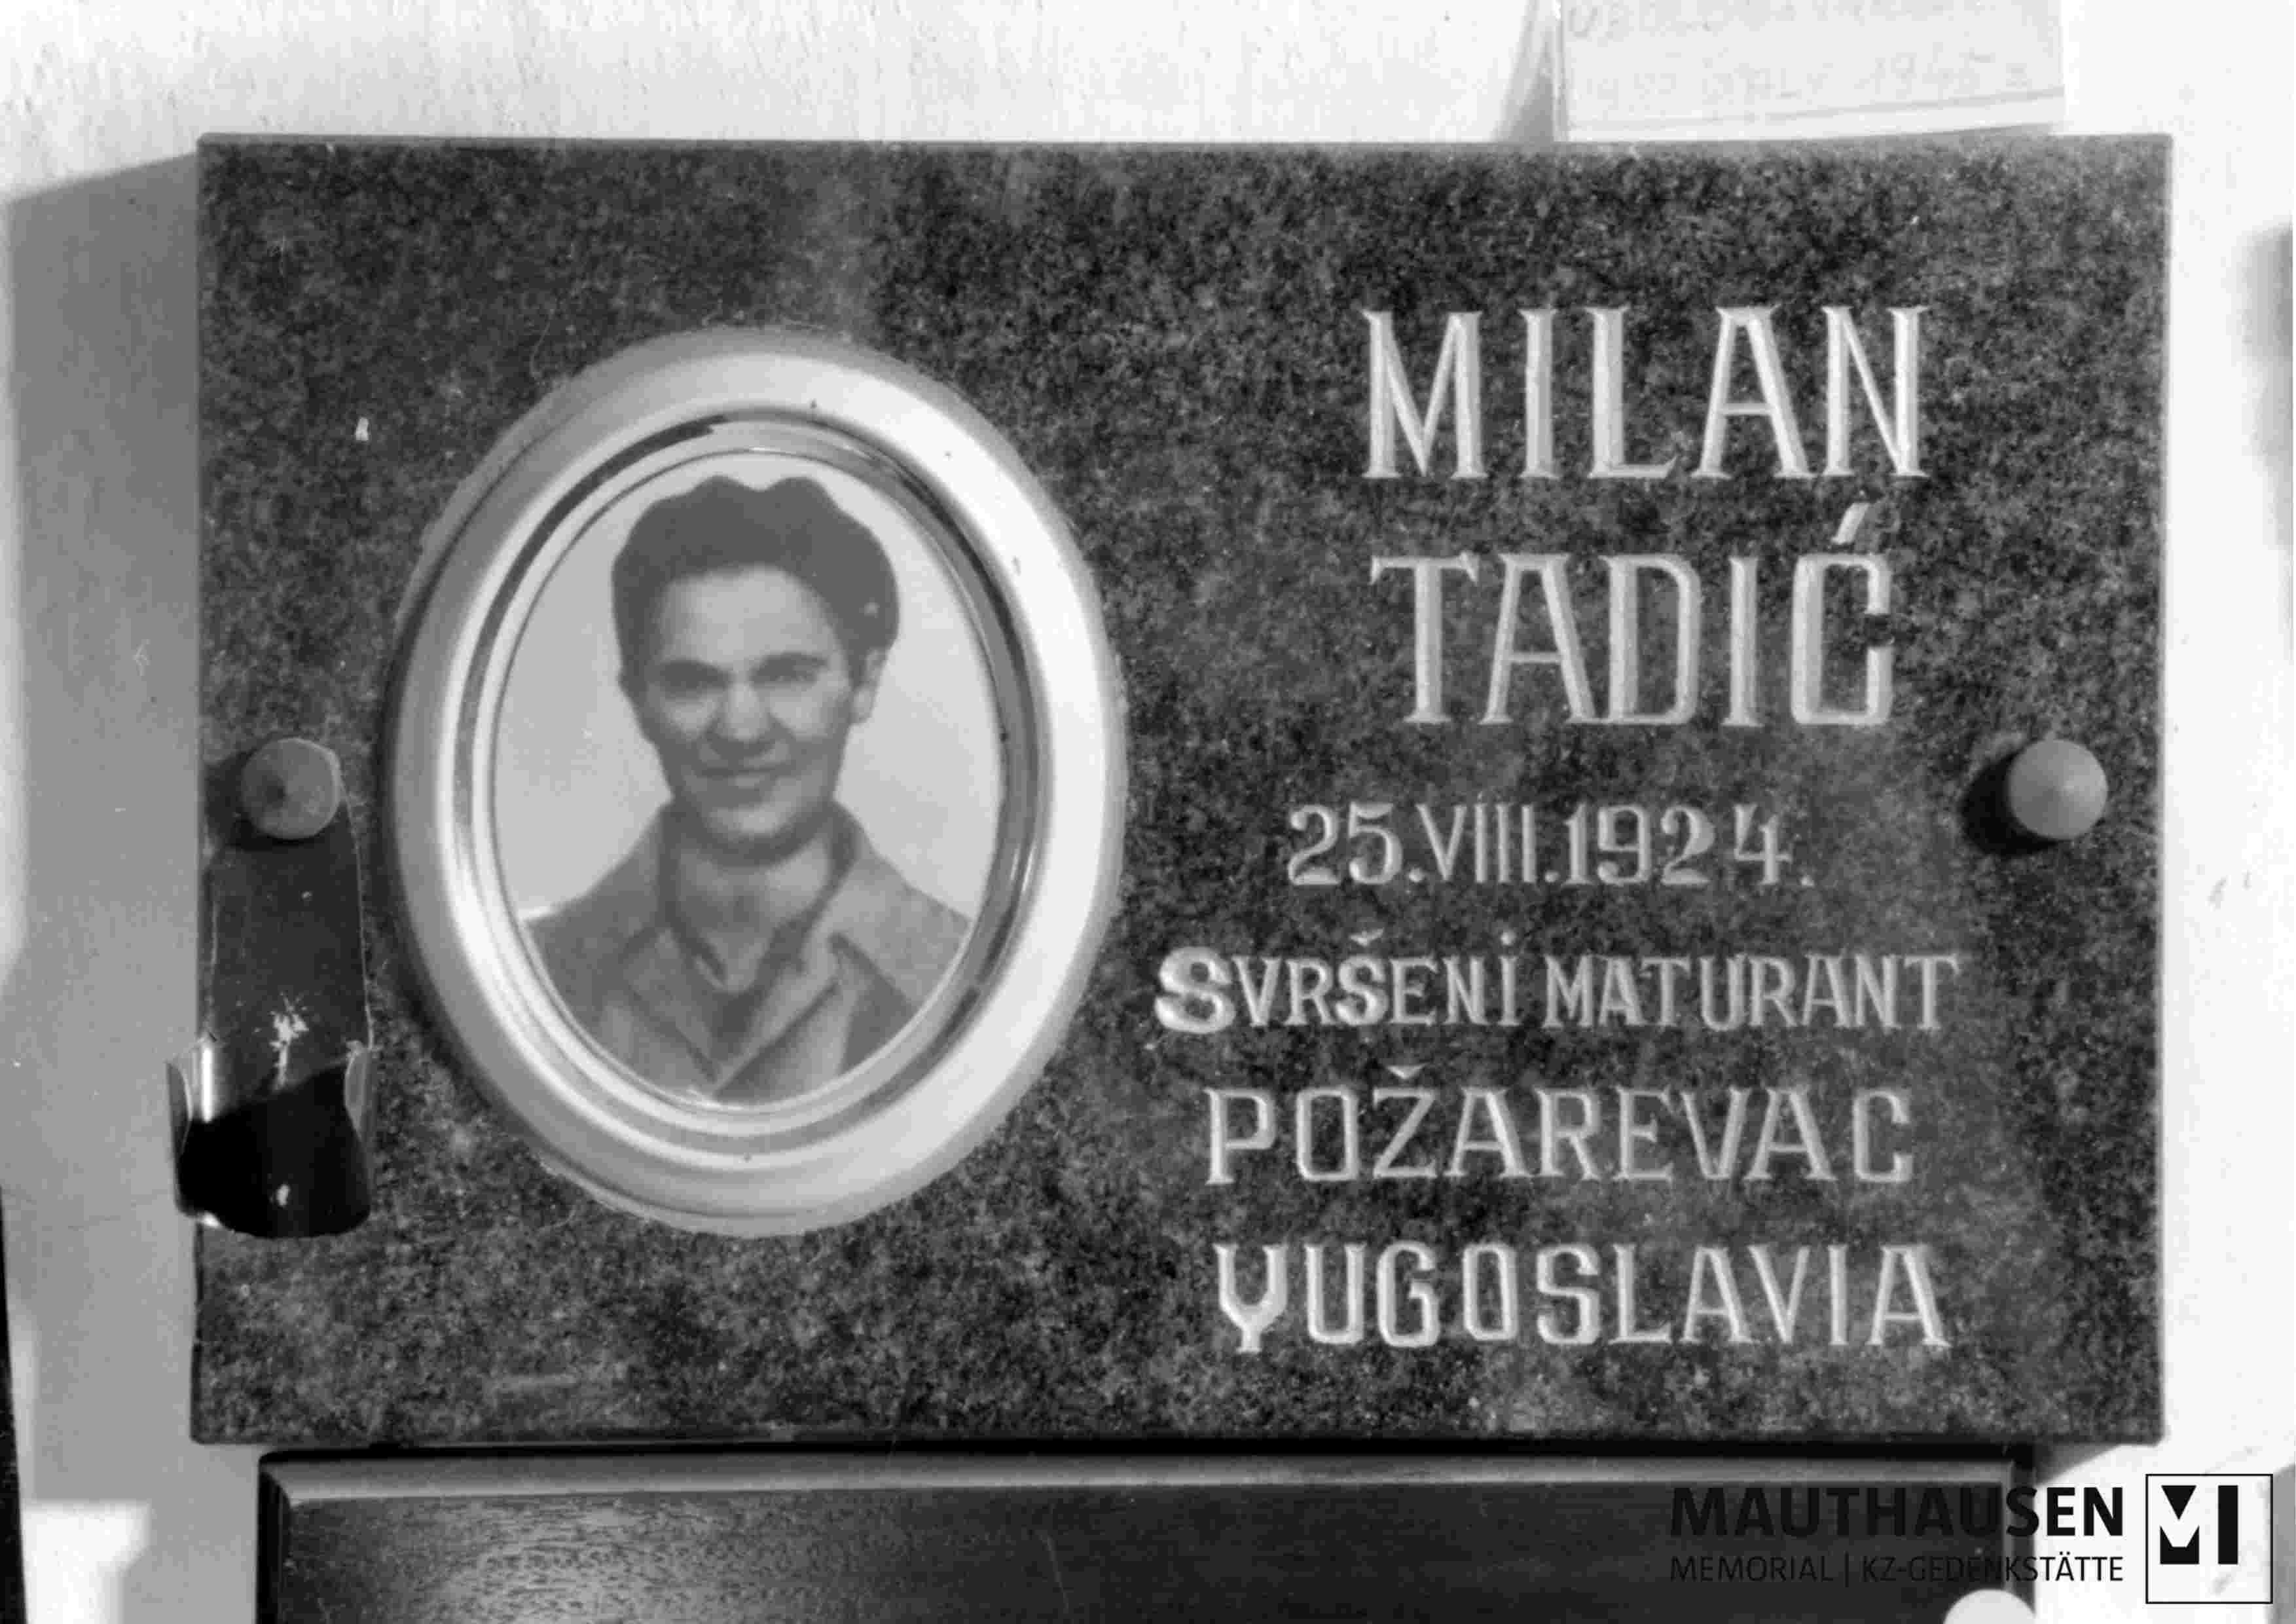 MILAN
TADIĆ
25.VIII.1924.
SVRŠENİ MATURANT
POŽAREVAC
YUGOSLAVIA
MAUTHAUSEN
MEMORIAL | KZ-GEDENKSTÄTTE